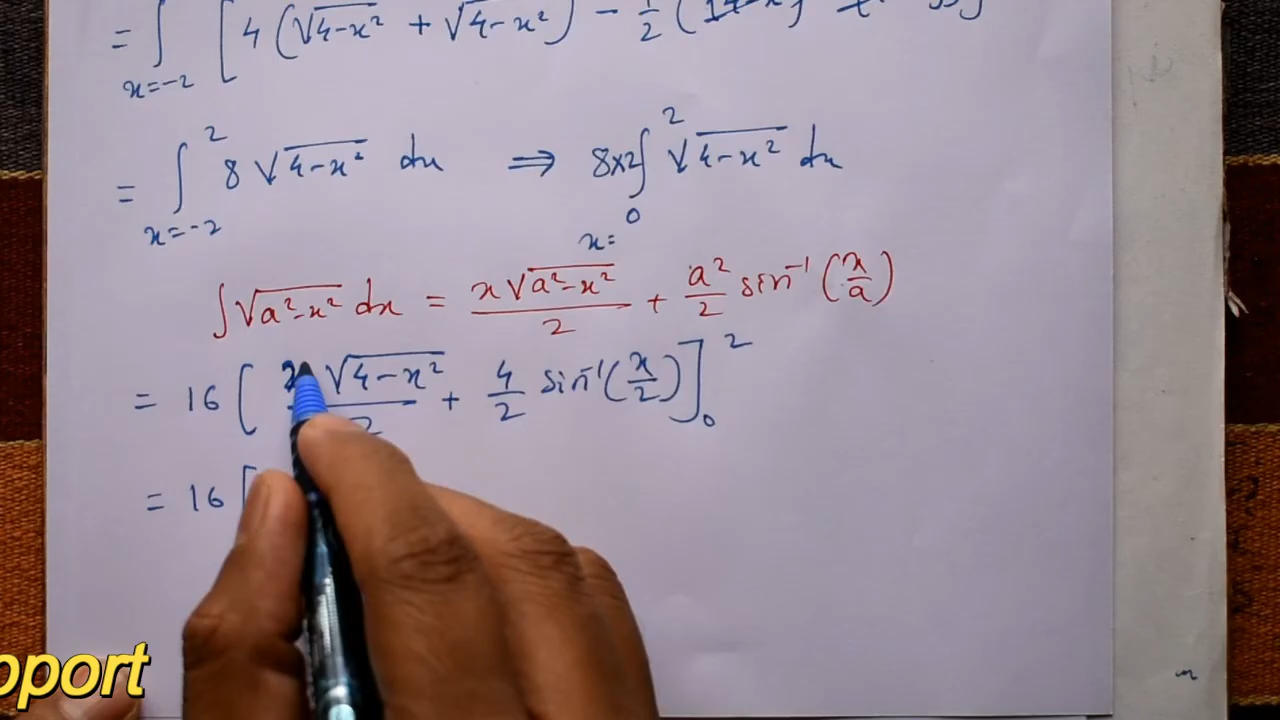 = ∫ x=-2 [ 4 (√4-x² + √4-x² ) - 1/2 (
= ∫ x=-2 ² 8 √4-x² dx ⇒ 8×2∫ x=0 ² √4-x² dx
∫√a²-x² dx = x√a²-x² / 2 + a²/2 sin⁻¹ (x/a)
= 16 [ x √4-x² / 2 + 4/2 sin⁻¹ (x/2) ]₀²
= 16 [
pport